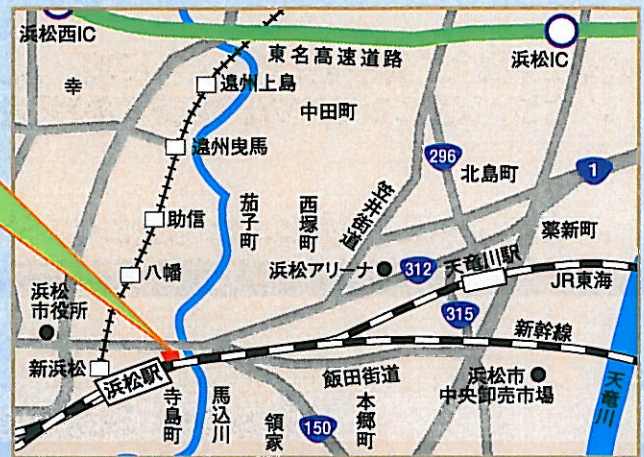 浜松西IC
東名高速道路
浜松IC
幸
遠州上島
中田町
遠州曳馬
296
北島町
1
助信
茄子町
西塚町
笠井街道
薬新町
八幡
浜松アリーナ
312
天竜川駅
JR東海
浜松
市役所
315
新幹線
新浜松
浜松駅
寺島町
馬込川
飯田街道
領家
150
本郷町
浜松市
中央卸売市場
天竜川